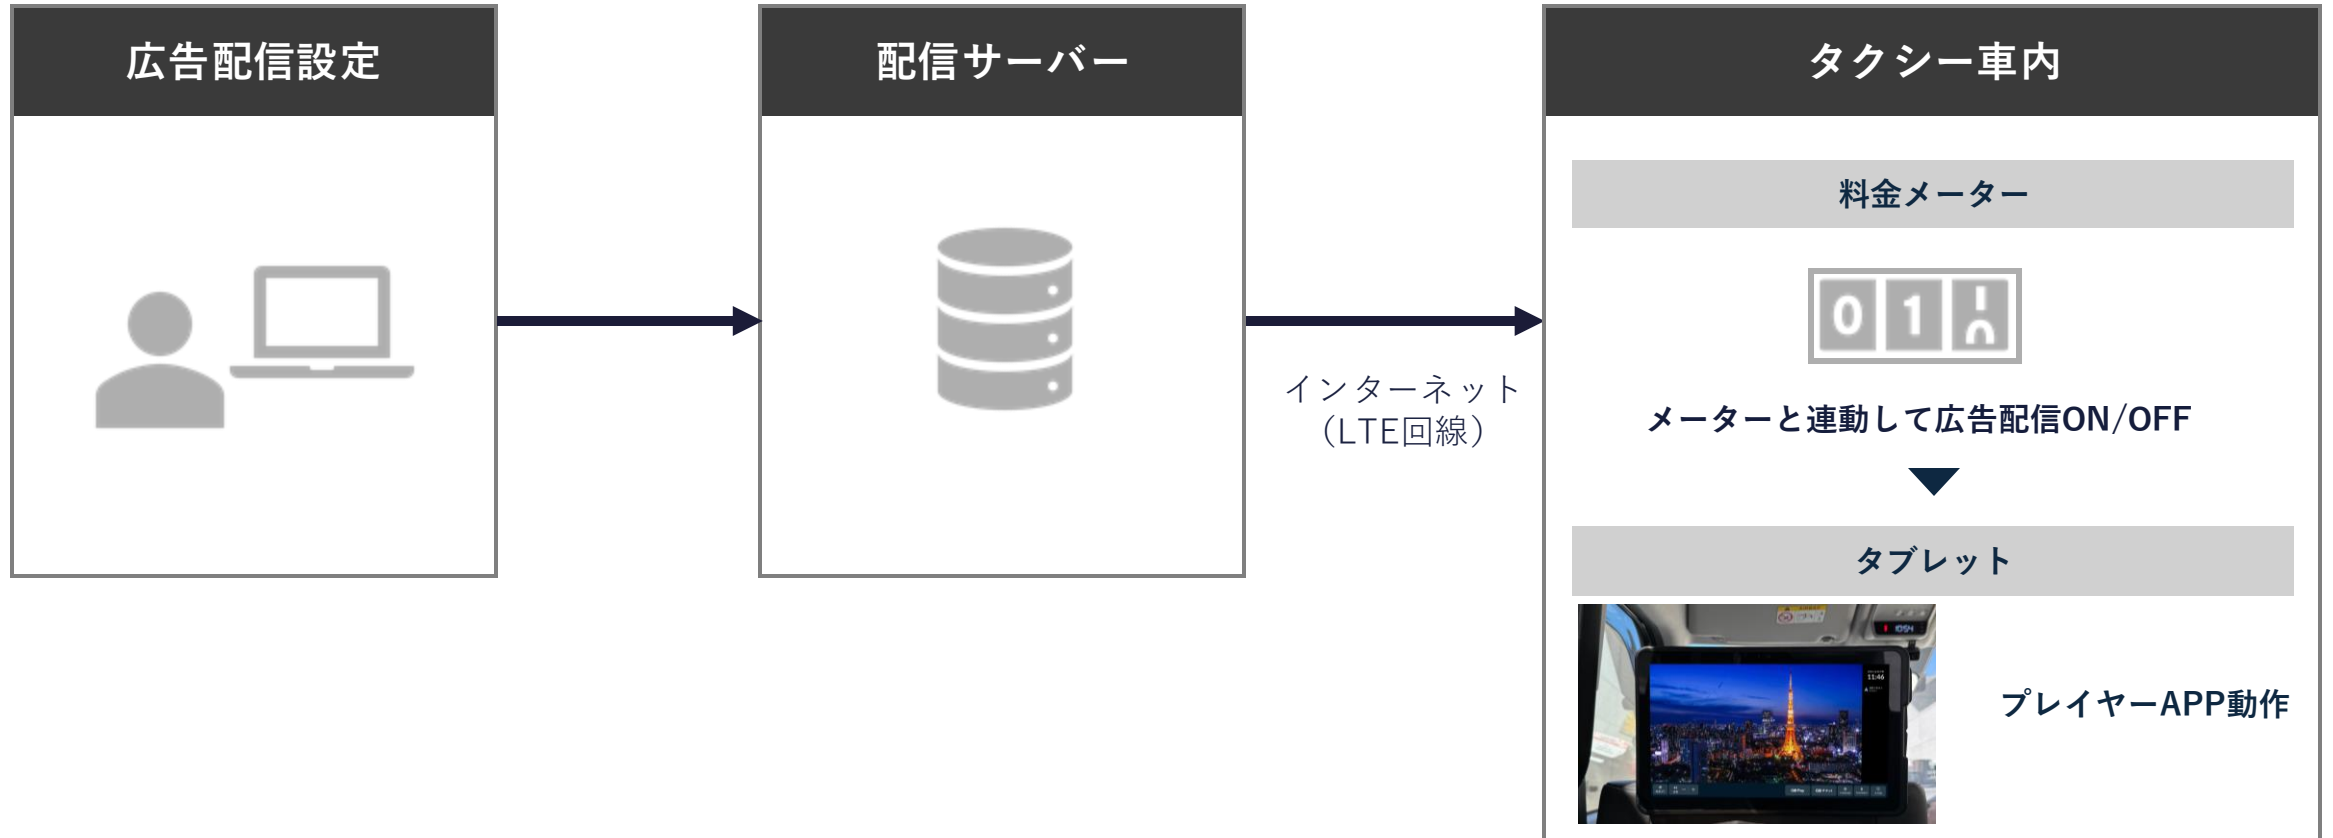 広告配信設定
配信サーバー
インターネット
（LTE回線）
タクシー車内
料金メーター
010
メーターと連動して広告配信ON/OFF
タブレット
11:46
プレイヤーAPP動作